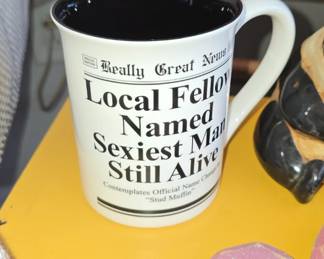 Really Great News
Local Fellow
Named
Sexiest Man
Still Alive
Contemplates Official Name Change
"Stud Muffin"